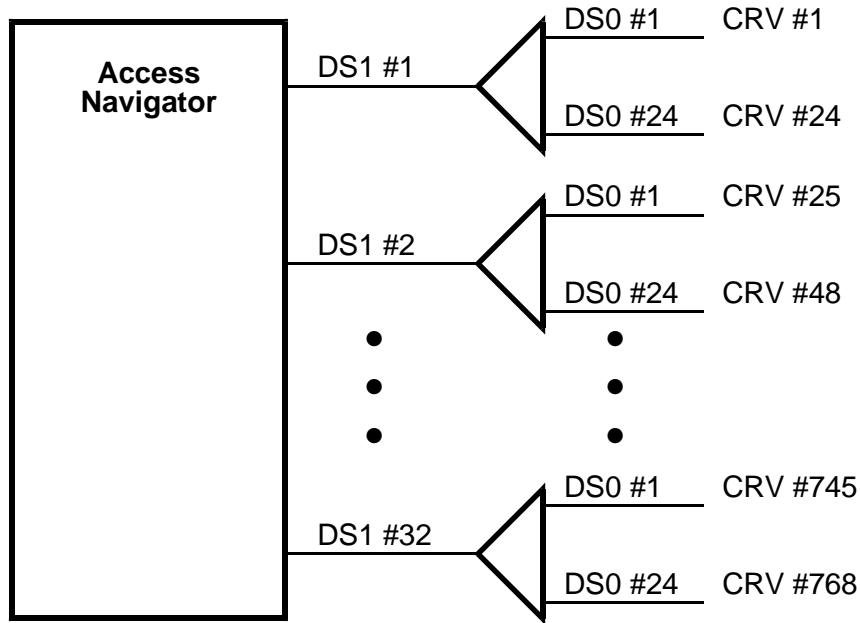 Access
Navigator
DS1 #1
DS0 #1 CRV #1
DS0 #24 CRV #24
DS1 #2
DS0 #1 CRV #25
DS0 #24 CRV #48
DS1 #32
DS0 #1 CRV #745
DS0 #24 CRV #768